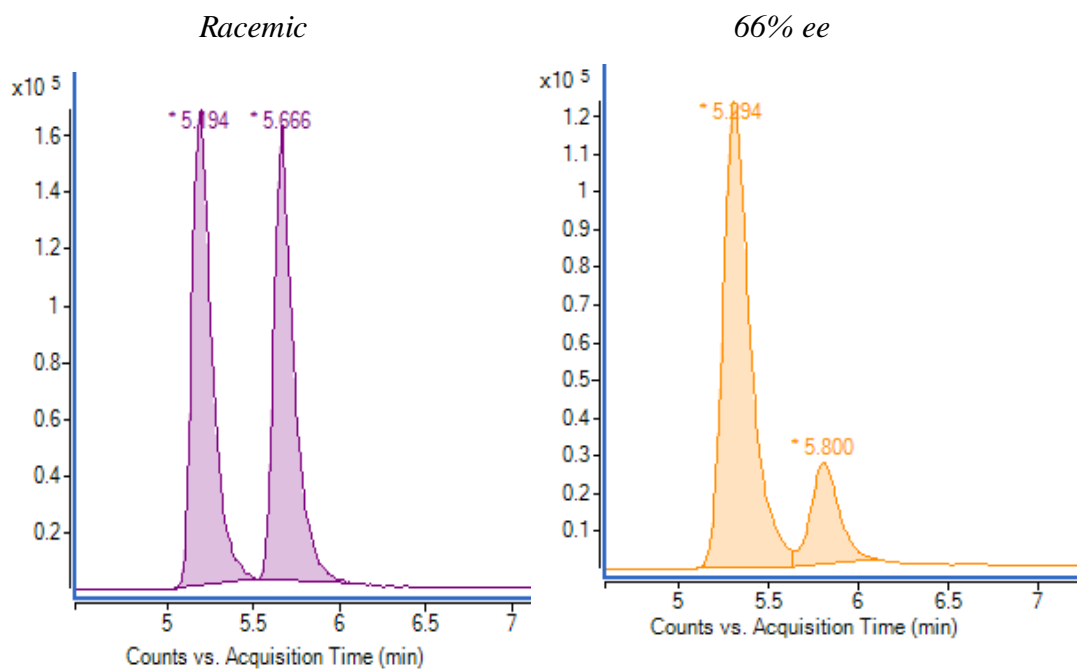 Racemic
x10 5
* 5.194 * 5.666
1.6
1.4
1.2
1
0.8
0.6
0.4
0.2
5 5.5 6 6.5 7
Counts vs. Acquisition Time (min)
66% ee
x10 5
* 5.294
1.2
1.1
1
0.9
0.8
0.7
0.6
0.5
0.4
0.3
0.2
0.1
* 5.800
5 5.5 6 6.5 7
Counts vs. Acquisition Time (min)